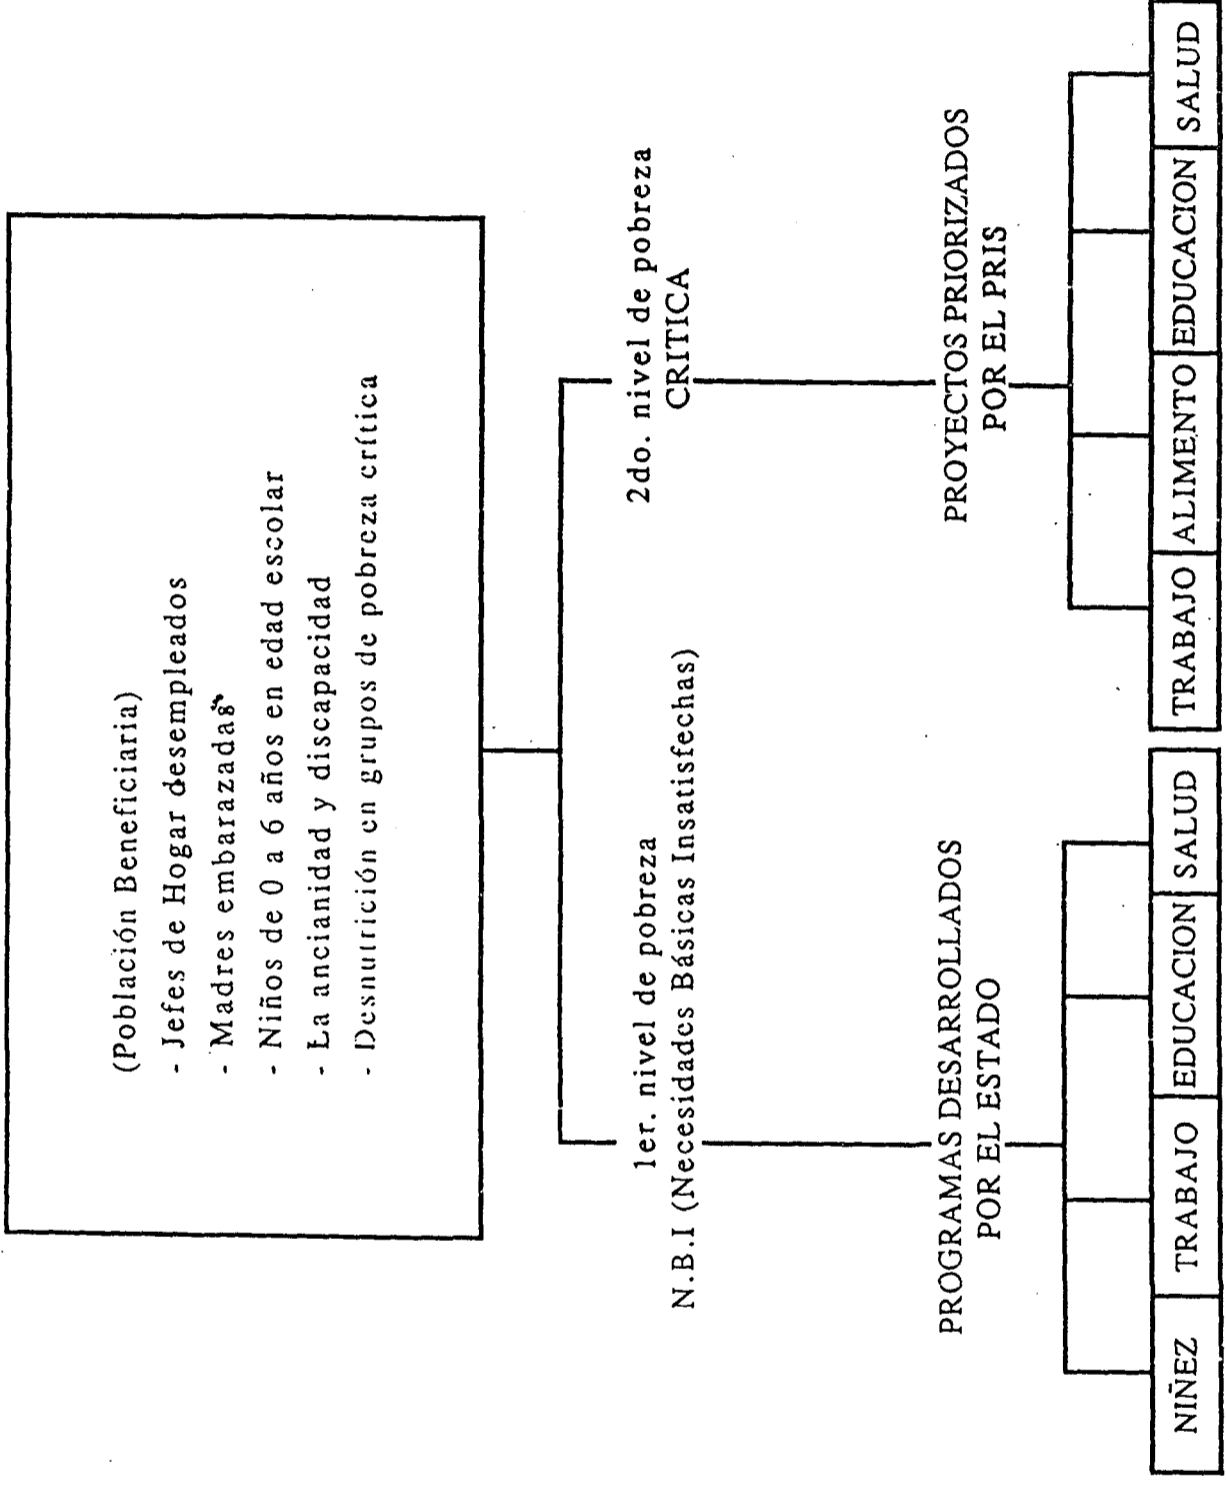 (Población Beneficiaria)
- Jefes de Hogar desempleados
- Madres embarazadas
- Niños de 0 a 6 años en edad escolar
- La ancianidad y discapacidad
- Desnutrición en grupos de pobreza crítica
1er. nivel de pobreza
N.B.I (Necesidades Básicas Insatisfechas)
2do. nivel de pobreza
CRITICA
PROGRAMAS DESARROLLADOS
POR EL ESTADO
PROYECTOS PRIORIZADOS
POR EL PRIS
NIÑEZ TRABAJO EDUCACION SALUD
TRABAJO ALIMENTO EDUCACION SALUD